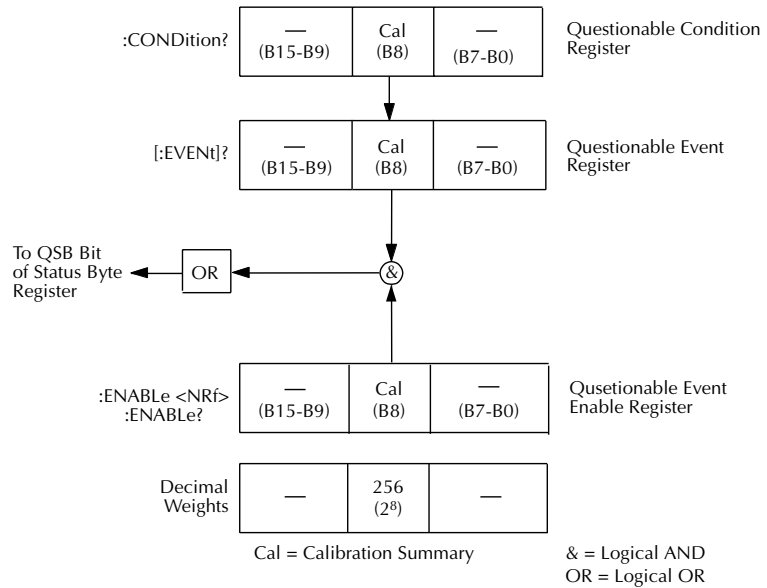 :CONDition?
—
(B15-B9)
Cal
(B8)
—
(B7-B0)
Questionable Condition
Register
[:EVENt]?
—
(B15-B9)
Cal
(B8)
—
(B7-B0)
Questionable Event
Register
To QSB Bit
of Status Byte
Register
OR
&
:ENABLe <NRf>
:ENABLe?
—
(B15-B9)
Cal
(B8)
—
(B7-B0)
Qusetionable Event
Enable Register
Decimal
Weights
—
256
(2⁸)
—
Cal = Calibration Summary
& = Logical AND
OR = Logical OR